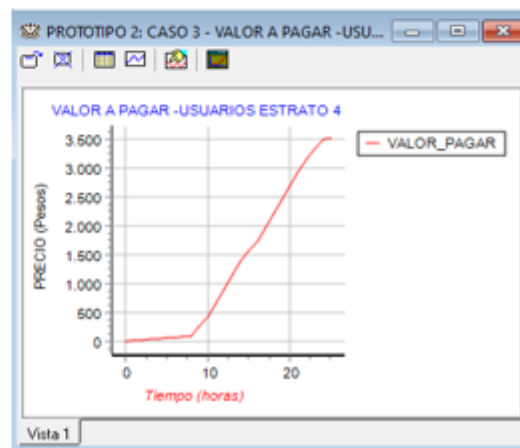 PROTOTIPO 2: CASO 3 - VALOR A PAGAR -USU...
VALOR A PAGAR -USUARIOS ESTRATO 4
VALOR_PAGAR
PRECIO (Pesos)
3.500
3.000
2.500
2.000
1.500
1.000
500
0
0 10 20
Tiempo (horas)
Vista 1